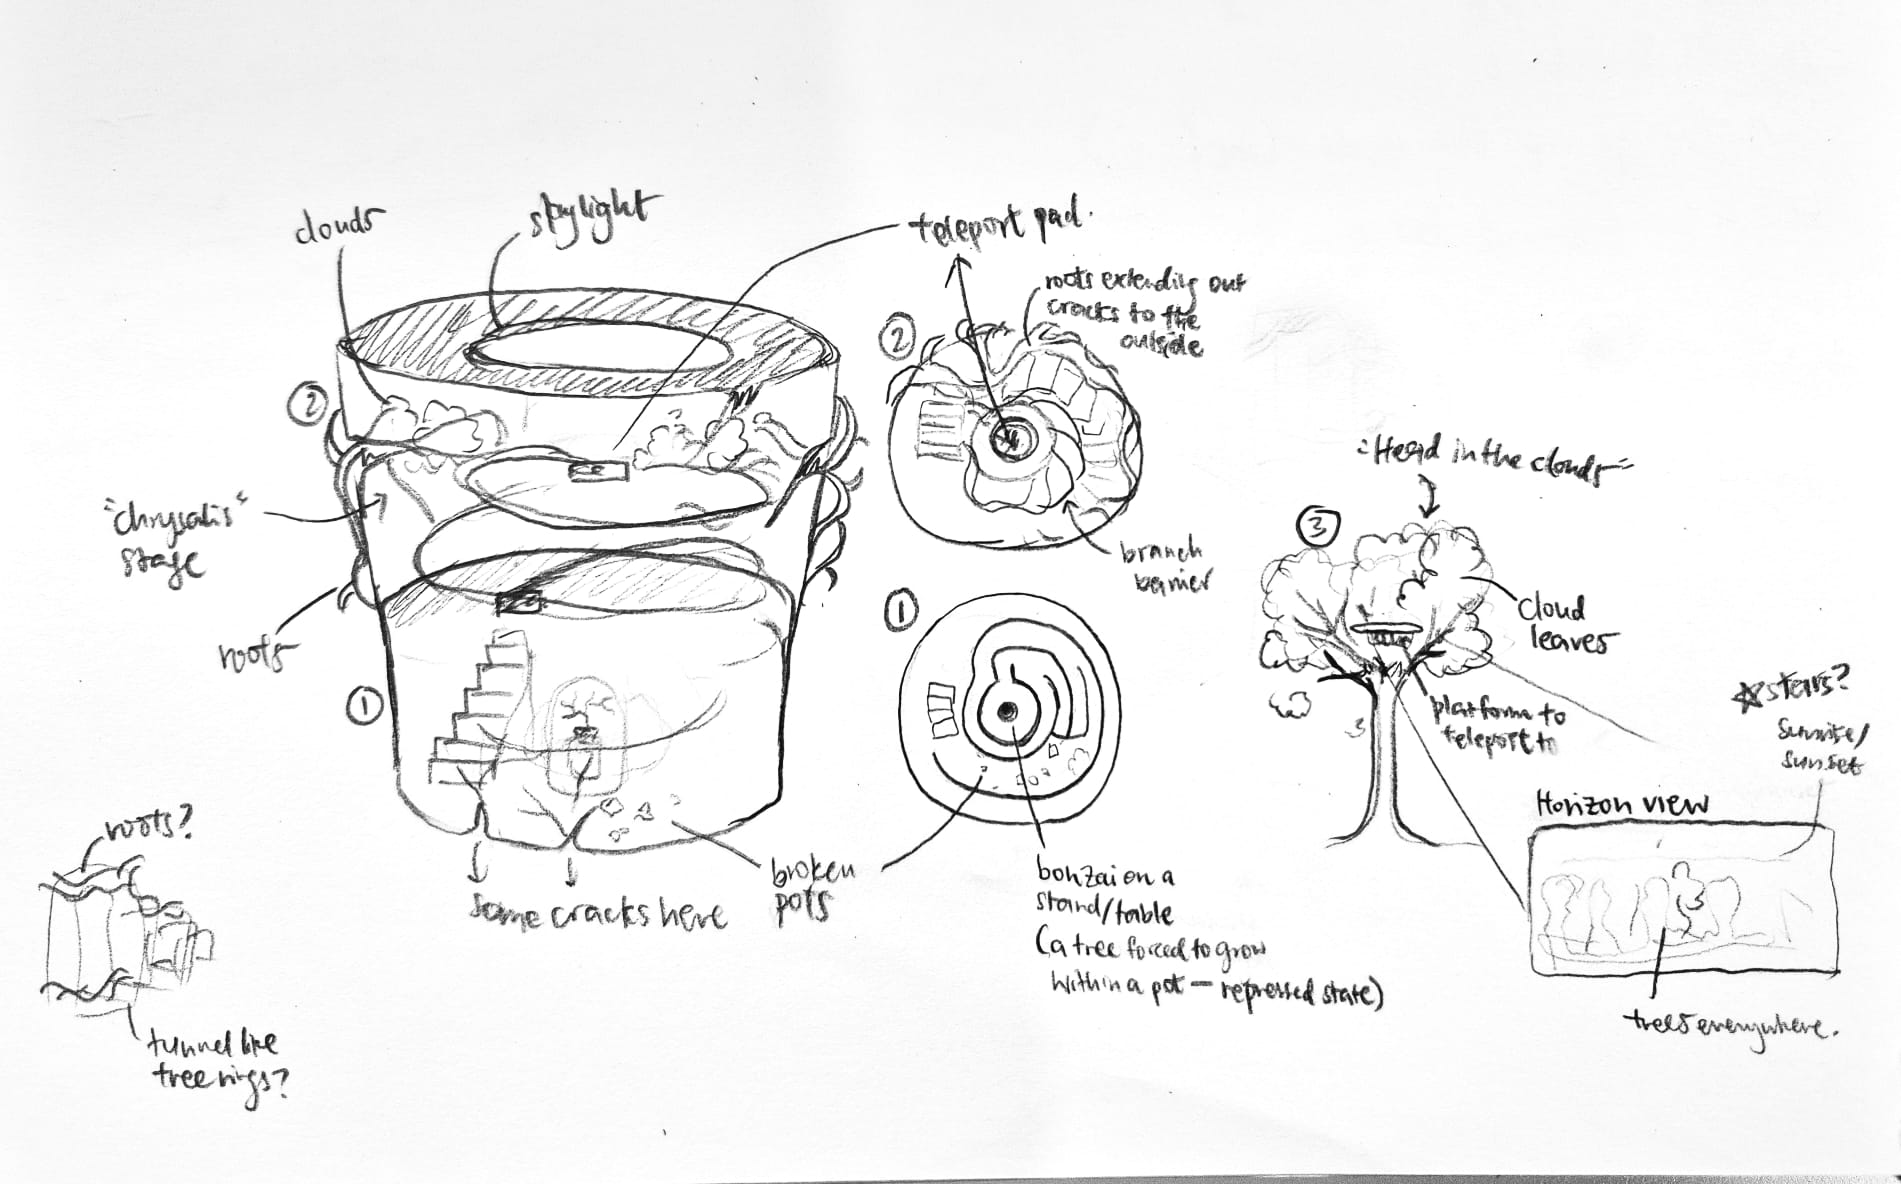 clouds
skylight
teleport pad.
roots extending out
cracks to the
outside
2
2
"chrysalis"
stage
roots
1
1
branch
barrier
"Head in the clouds"
3
cloud
leaves
platform to
teleport to
stars?
sunrise/
sunset
Horizon view
trees everywhere.
roots?
tunnel like
tree rings?
some cracks here
broken
pots
bonzai on a
stand/table
(a tree forced to grow
within a pot — repressed state)